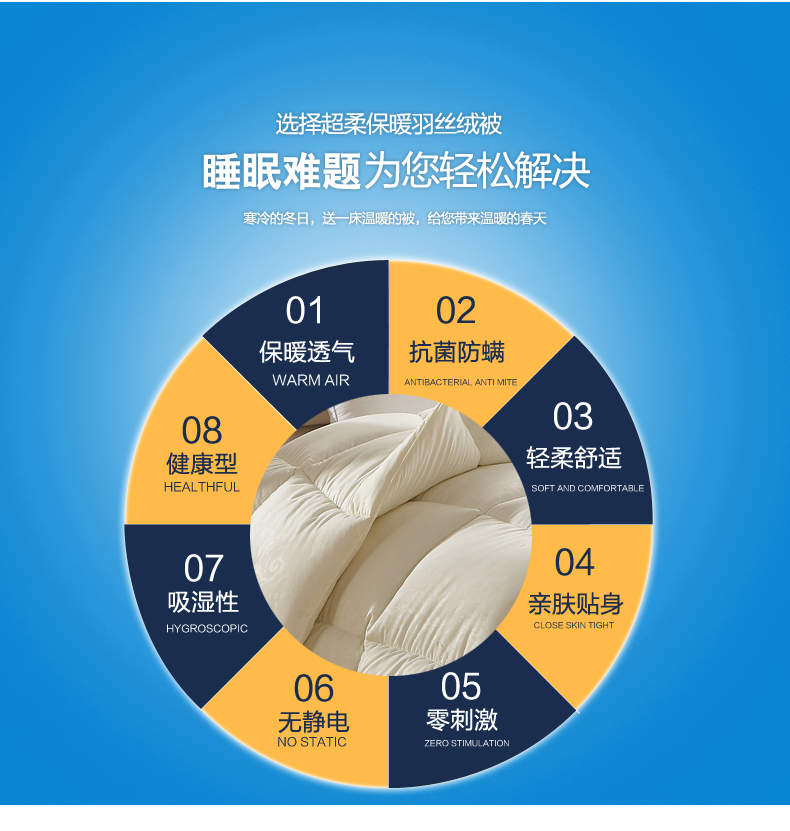 选择超柔保暖羽丝绒被
睡眠难题为您轻松解决
寒冷的冬日，送一床温暖的被，给您带来温暖的春天
01
保暖透气
WARM AIR
02
抗菌防螨
ANTIBACTERIAL ANTI MITE
03
轻柔舒适
SOFT AND COMFORTABLE
04
亲肤贴身
CLOSE SKIN TIGHT
05
零刺激
ZERO STIMULATION
06
无静电
NO STATIC
07
吸湿性
HYGROSCOPIC
08
健康型
HEALTHFUL